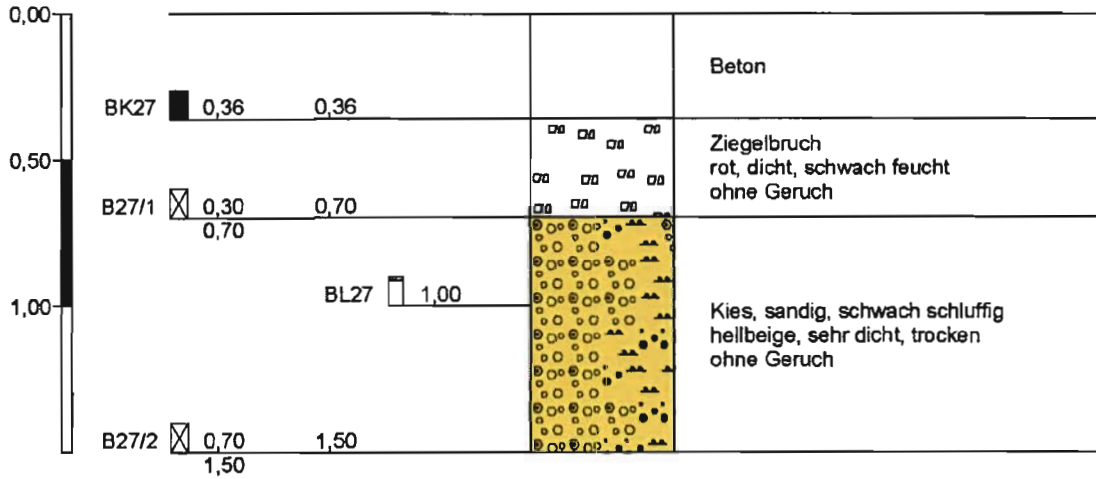 0,00
Beton
BK27 0,36 0,36
Ziegelbruch
rot, dicht, schwach feucht
ohne Geruch
0,50
B27/1 0,30 0,70
0,70
BL27 1,00
1,00
Kies, sandig, schwach schluffig
hellbeige, sehr dicht, trocken
ohne Geruch
B27/2 0,70 1,50
1,50